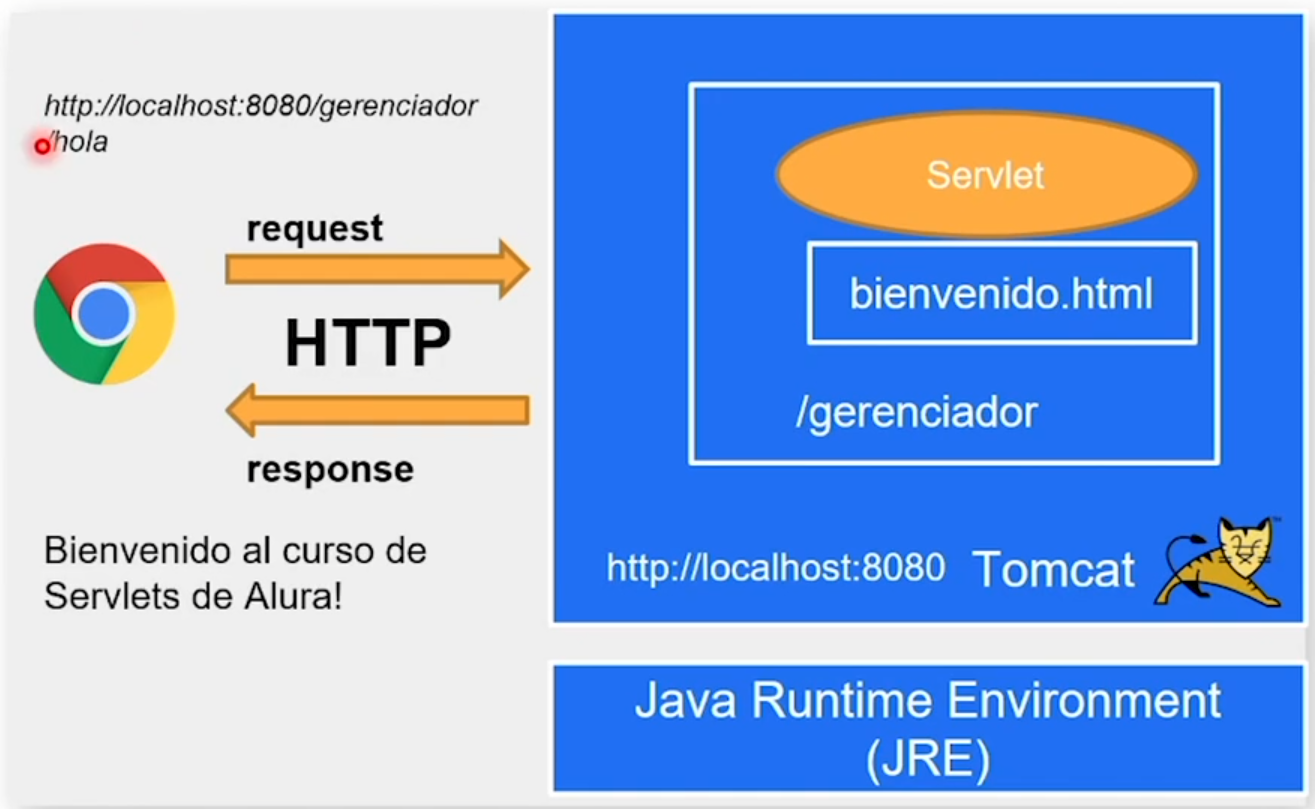 http://localhost:8080/gerenciador
/hola
request
HTTP
response
Bienvenido al curso de
Servlets de Alura!
Servlet
bienvenido.html
/gerenciador
http://localhost:8080 Tomcat
Java Runtime Environment
(JRE)